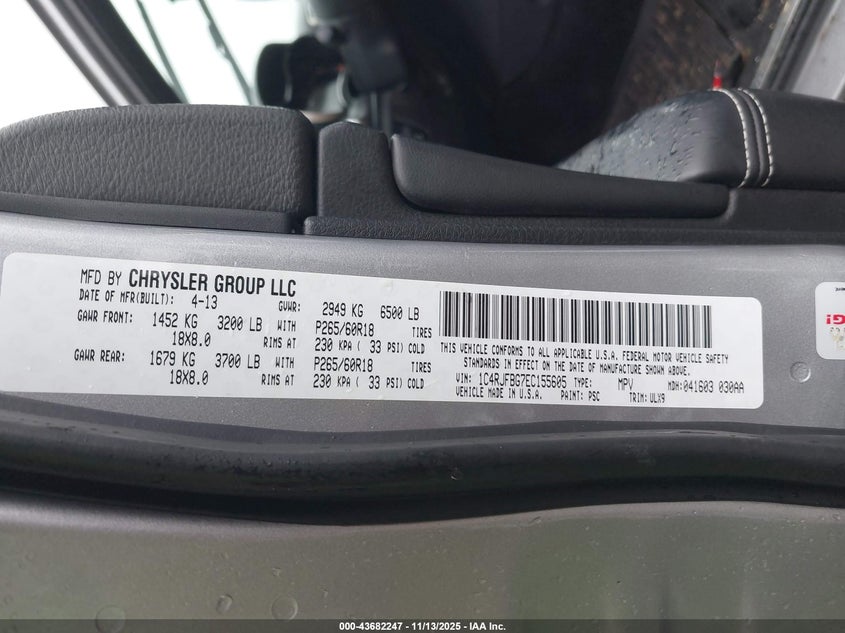 MFD BY CHRYSLER GROUP LLC
DATE OF MFR(BUILT): 4-13 GVWR: 2949 KG 6500 LB
GAWR FRONT: 1452 KG 3200 LB WITH P265/60R18 TIRES
18X8.0 RIMS AT 230 KPA ( 33 PSI) COLD
GAWR REAR: 1679 KG 3700 LB WITH P265/60R18 TIRES
18X8.0 RIMS AT 230 KPA ( 33 PSI) COLD
THIS VEHICLE CONFORMS TO ALL APPLICABLE U.S.A. FEDERAL MOTOR VEHICLE SAFETY
STANDARDS IN EFFECT ON THE DATE OF MANUFACTURE SHOWN ABOVE.
VIN: 1C4RJFBG7EC155605 TYPE: MPV MDH: 041603 030AA
VEHICLE MADE IN U.S.A. PAINT: PSC TRIM: ULX9
000-43682247 - 11/13/2025 - IAA Inc.